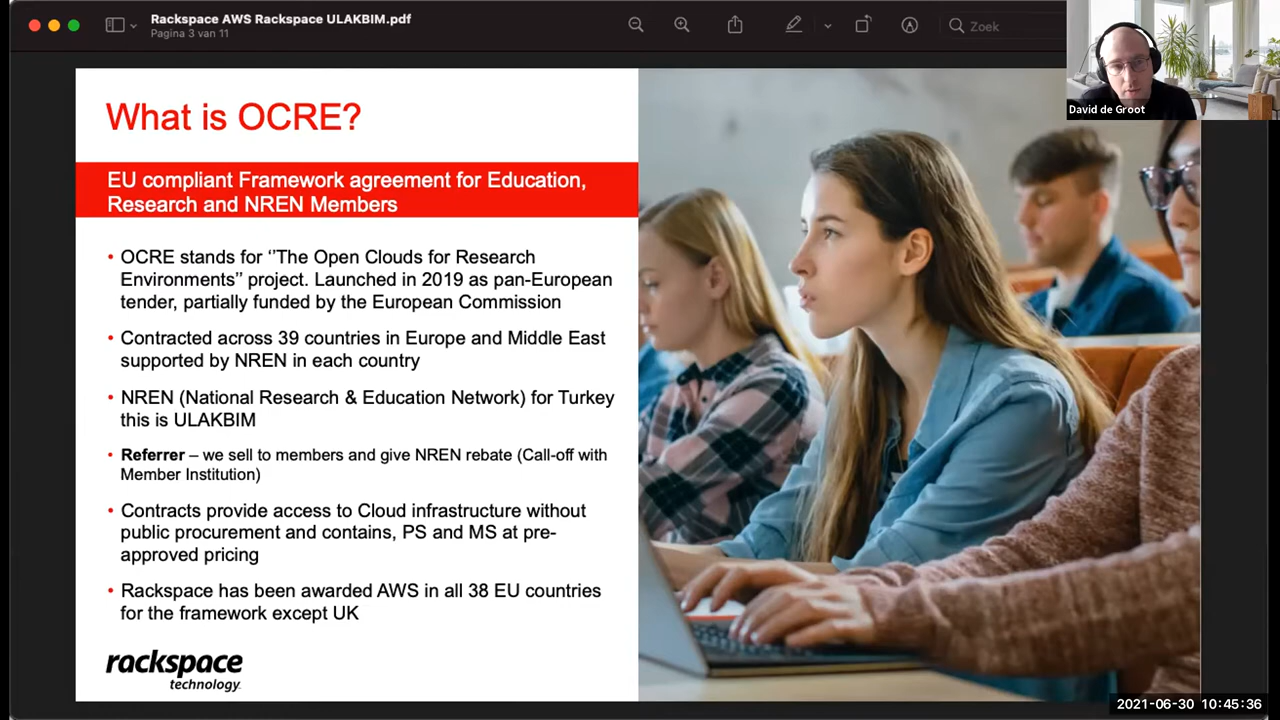 Rackspace AWS Rackspace ULAKBIM.pdf
Pagina 3 van 11
Zoek
David de Groot
What is OCRE?
EU compliant Framework agreement for Education,
Research and NREN Members
• OCRE stands for ‘’The Open Clouds for Research
Environments’’ project. Launched in 2019 as pan-European
tender, partially funded by the European Commission
• Contracted across 39 countries in Europe and Middle East
supported by NREN in each country
• NREN (National Research & Education Network) for Turkey
this is ULAKBIM
• Referrer – we sell to members and give NREN rebate (Call-off with
Member Institution)
• Contracts provide access to Cloud infrastructure without
public procurement and contains, PS and MS at pre-
approved pricing
• Rackspace has been awarded AWS in all 38 EU countries
for the framework except UK
rackspace
technology
2021-06-30 10:45:36